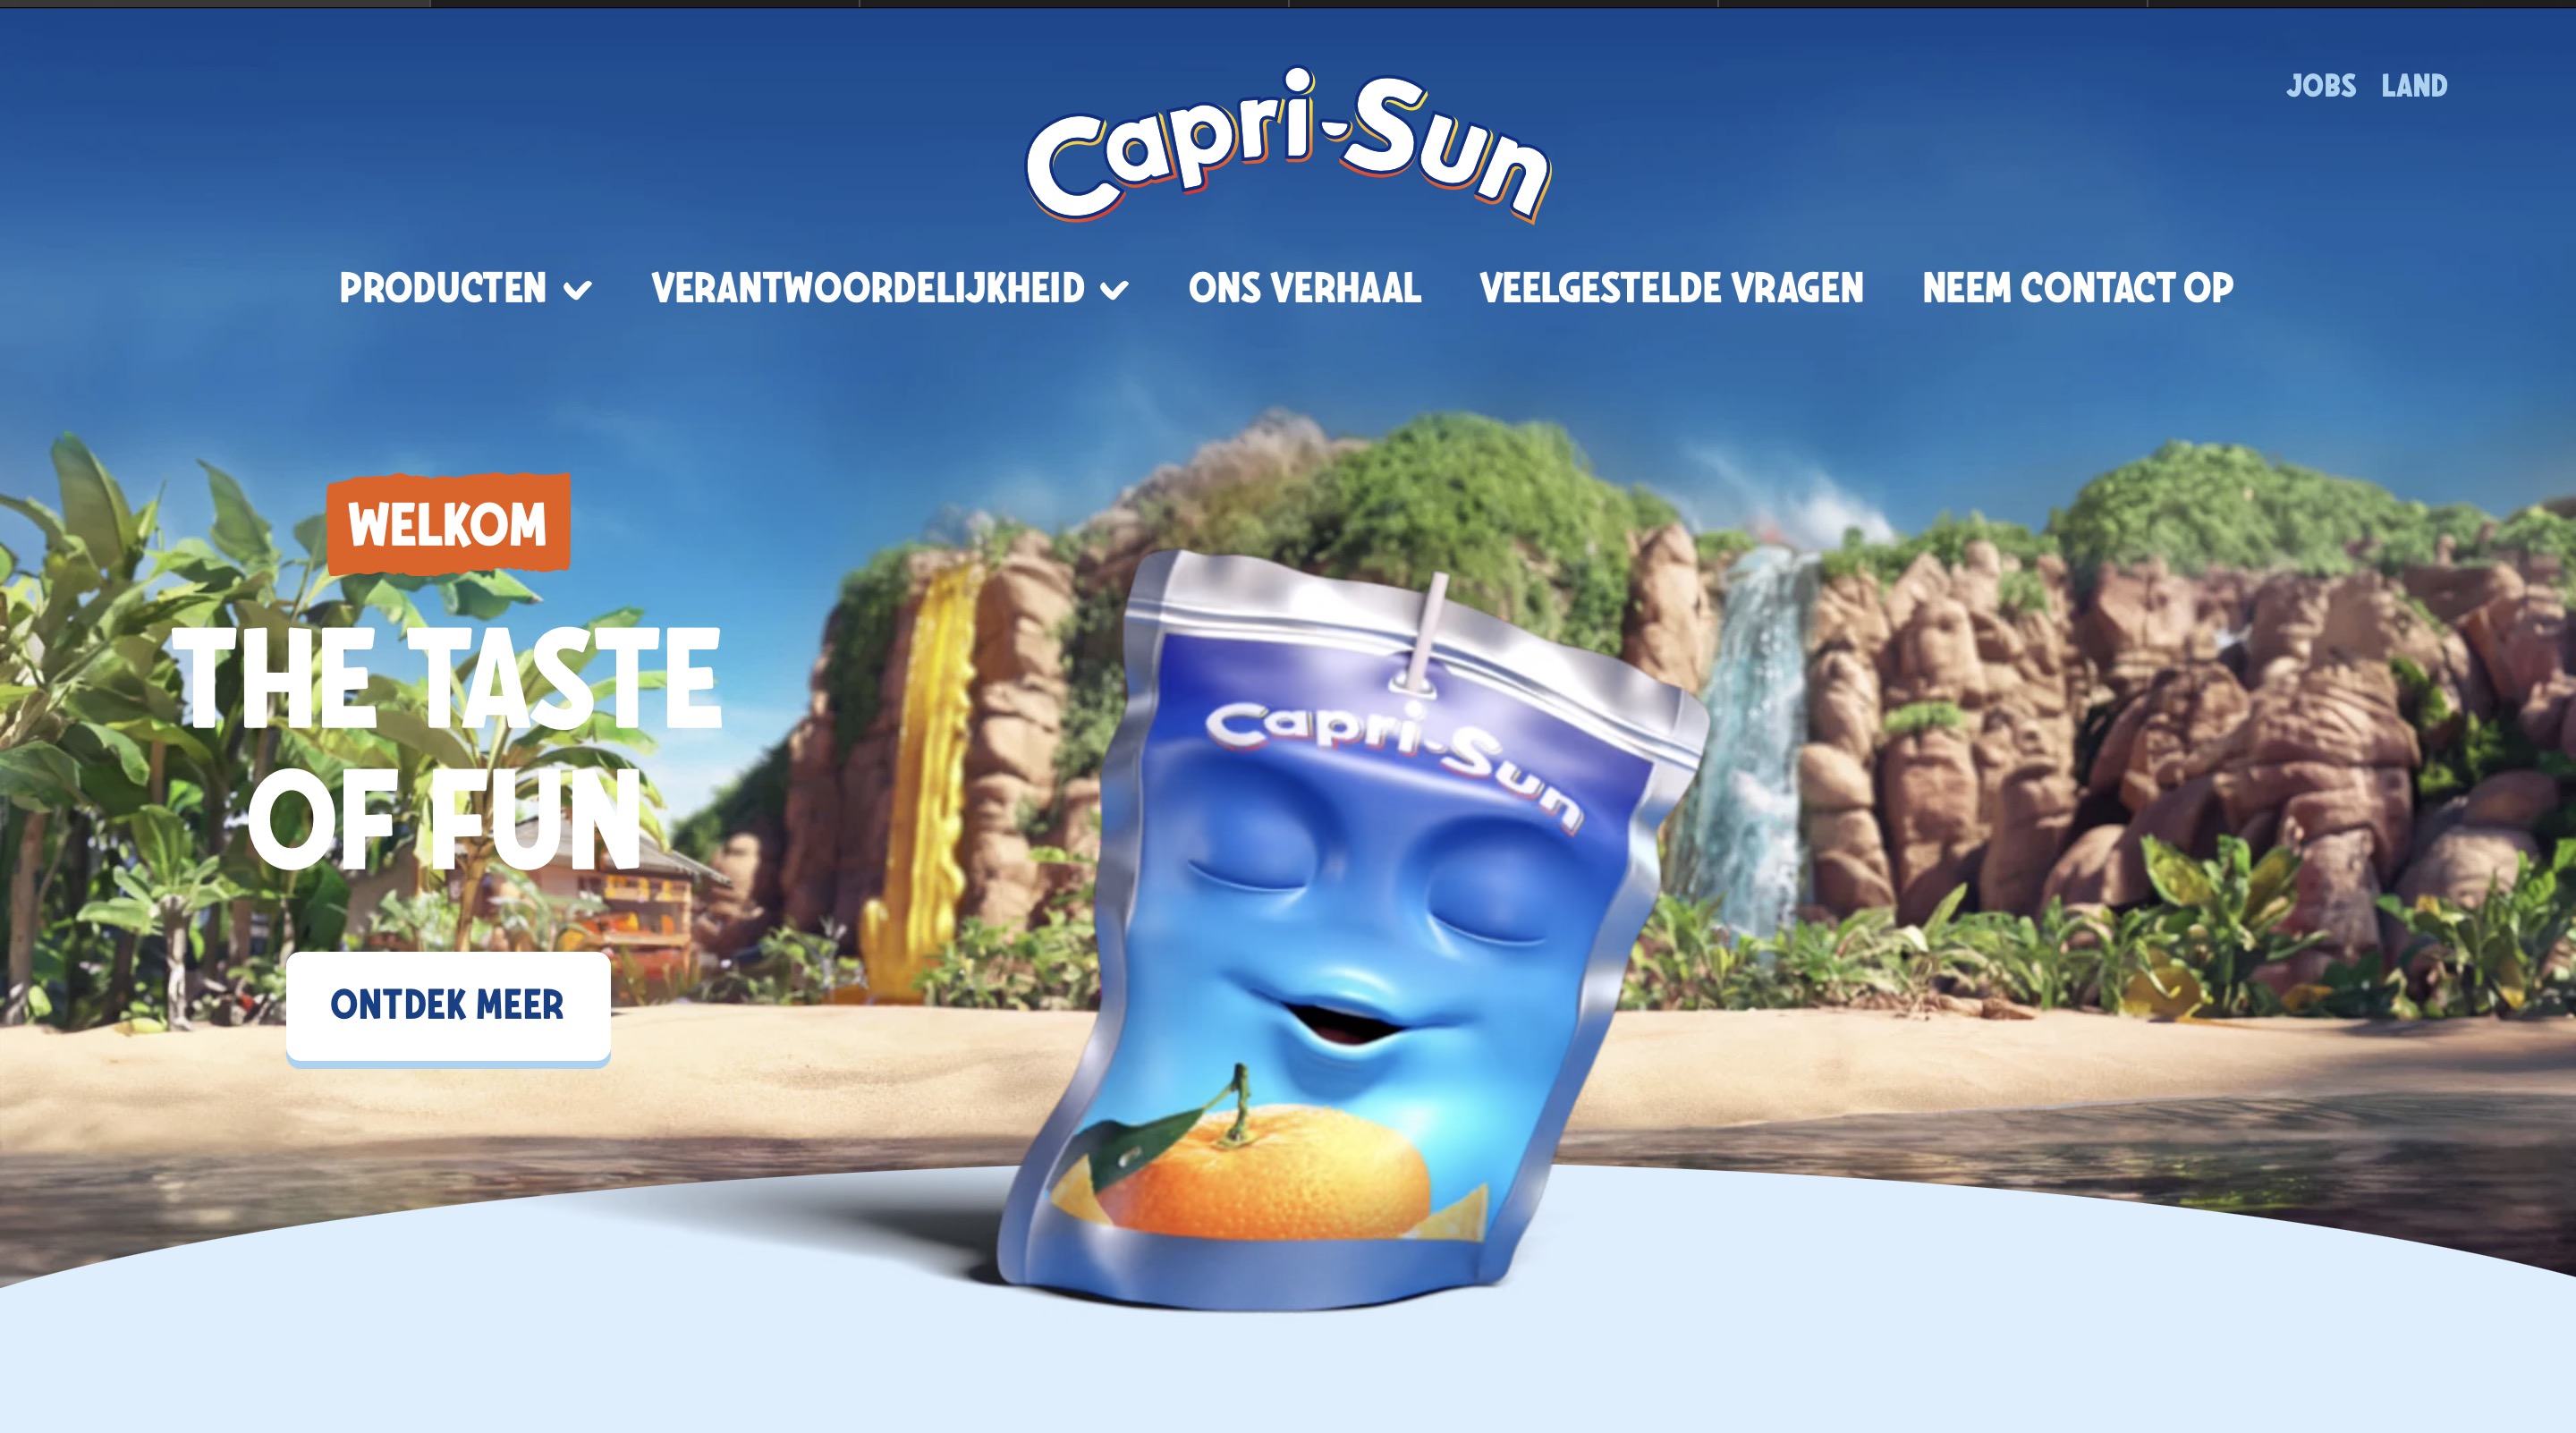 Capri-Sun
JOBS LAND
PRODUCTEN VERANTWOORDELIJKHEID ONS VERHAAL VEELGESTELDE VRAGEN NEEM CONTACT OP
WELKOM
THE TASTE
OF FUN
Capri-Sun
ONTDEK MEER